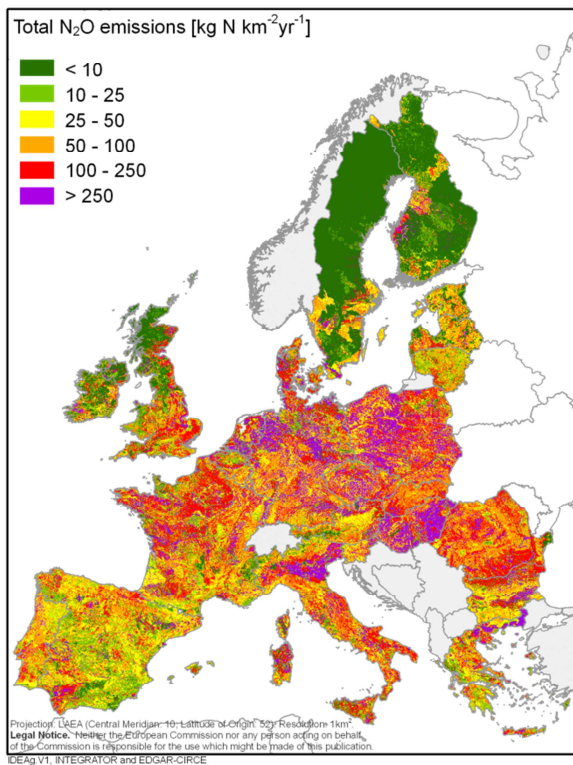 Total N₂O emissions [kg N km⁻²yr⁻¹]
< 10
10 - 25
25 - 50
50 - 100
100 - 250
> 250
Projection: LAEA (Central Meridian: 10, Latitude of Origin: 52); Resolution 1km²
Legal Notice. Neither the European Commission nor any person acting on behalf
of the Commission is responsible for the use which might be made of this publication.
IDEAg.V1, INTEGRATOR and EDGAR-CIRCE